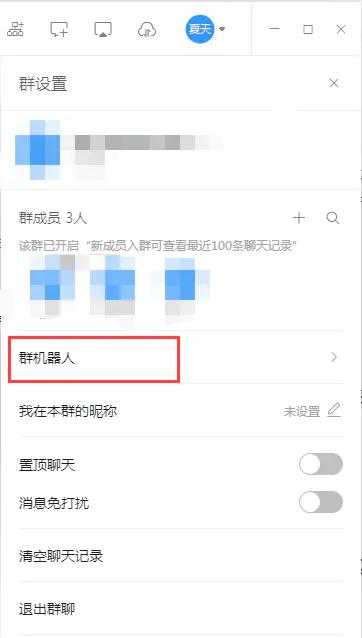 夏天
群设置
群成员 3人
该群已开启“新成员入群可查看最近100条聊天记录”
群机器人
我在本群的昵称
未设置
置顶聊天
消息免打扰
清空聊天记录
退出群聊